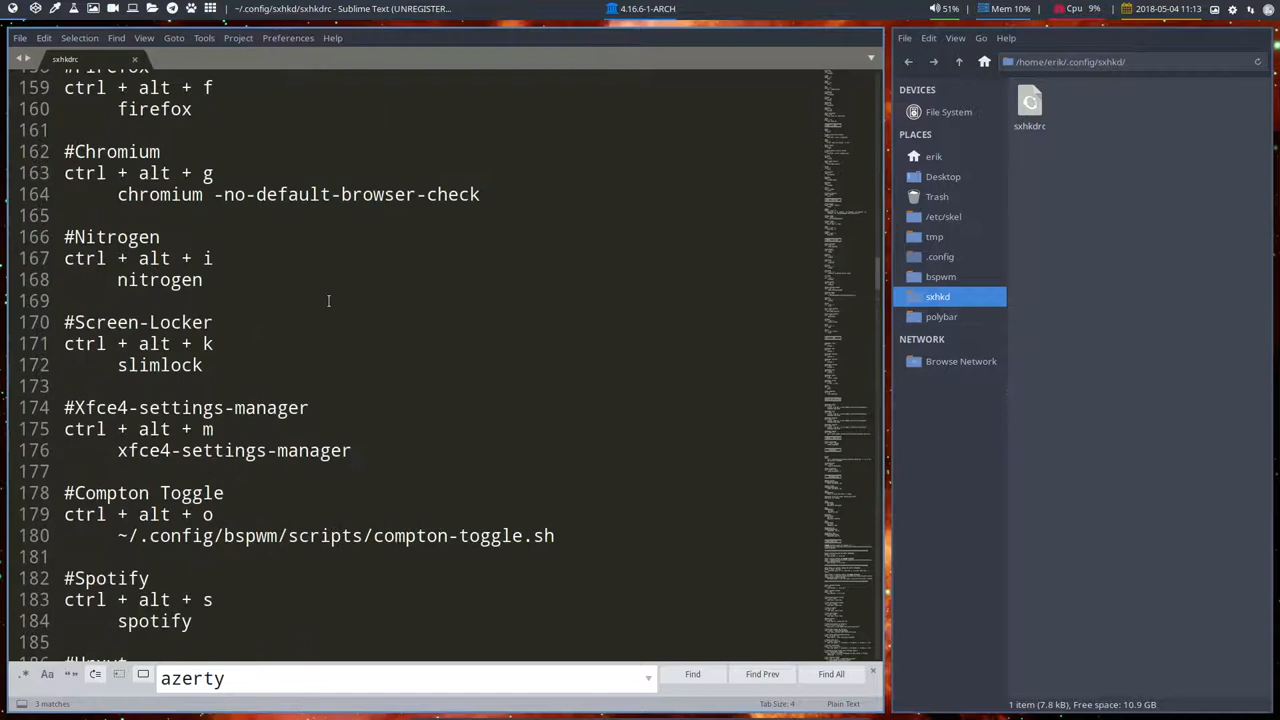 ~/.config/sxhkd/sxhkdrc - Sublime Text (UNREGISTER...
4.16.6-1-ARCH
51%
Mem 10%
Cpu 9%
2018-05-04 11:13
File Edit Selection Find View Goto Tools Project Preferences Help
sxhkdrc
158 #Firefox
159 ctrl + alt + f
160 firefox
161
162 #Chromium
163 ctrl + alt + g
164 cromium -no-default-browser-check
165
166 #Nitrogen
167 ctrl + alt + i
168 nitrogen
169
170 #Screen-Locker
171 ctrl + alt + k
172 slimlock
173
174 #Xfce4-settings-manager
175 ctrl + alt + m
176 xfce4-settings-manager
177
178 #Compton Toggle
179 ctrl + alt + o
180 ~/.config/bspwm/scripts/compton-toggle.sh
181
182 #Spotify
183 ctrl + alt + s
184 spotify
185
azerty
Find
Find Prev
Find All
3 matches
Tab Size: 4
Plain Text
File Edit View Go Help
/home/erik/.config/sxhkd/
DEVICES
File System
PLACES
erik
Desktop
Trash
/etc/skel
tmp
.config
bspwm
sxhkd
polybar
NETWORK
Browse Network
sxhkdrc
1 item (7.8 kB), Free space: 10.9 GB